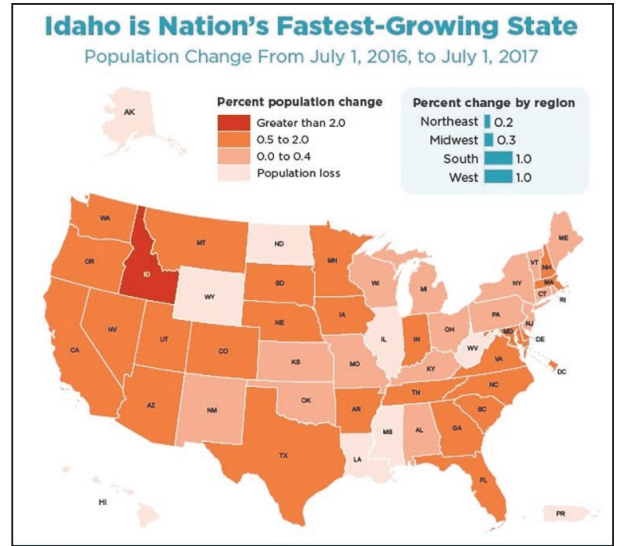 Idaho is Nation's Fastest-Growing State
Population Change From July 1, 2016, to July 1, 2017
Percent population change
Greater than 2.0
0.5 to 2.0
0.0 to 0.4
Population loss
Percent change by region
Northeast 0.2
Midwest 0.3
South 1.0
West 1.0
AK
WA
MT
ND
MN
ME
OR
ID
SD
WI
MI
VT
NH
NY
MA
CT
RI
WY
IA
NE
PA
NJ
NV
UT
CO
IL
IN
OH
MD
DE
WV
CA
KS
MO
KY
VA
DC
AZ
NM
OK
AR
TN
NC
SC
MS
AL
GA
TX
LA
FL
HI
PR